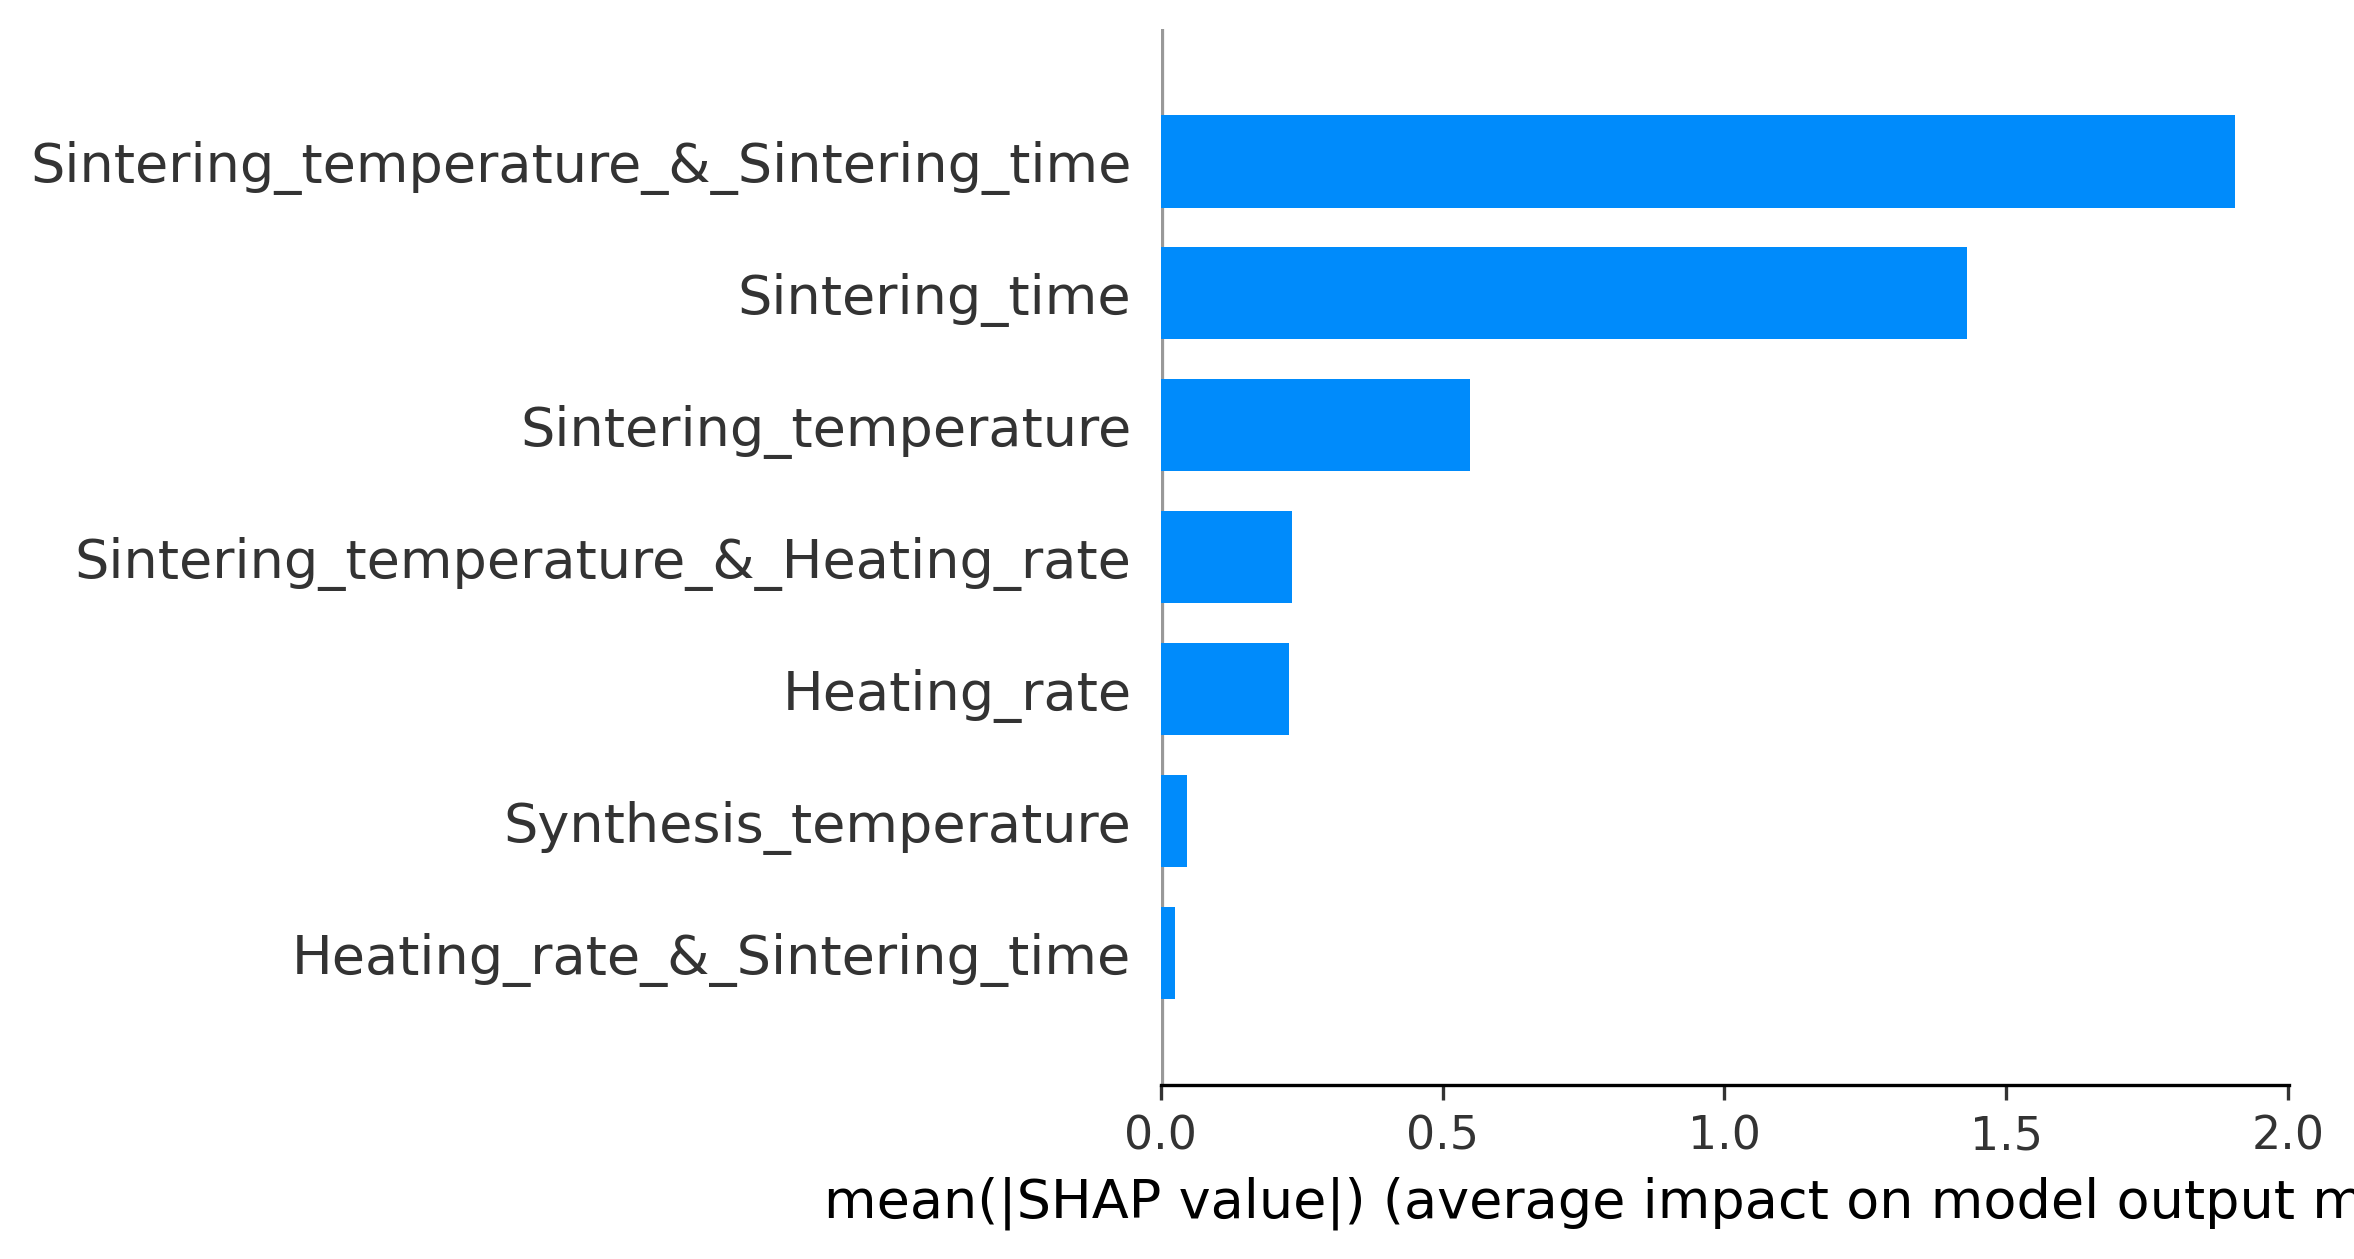 Sintering_temperature_&_Sintering_time
Sintering_time
Sintering_temperature
Sintering_temperature_&_Heating_rate
Heating_rate
Synthesis_temperature
Heating_rate_&_Sintering_time
0.0 0.5 1.0 1.5 2.0
mean(|SHAP value|) (average impact on model output